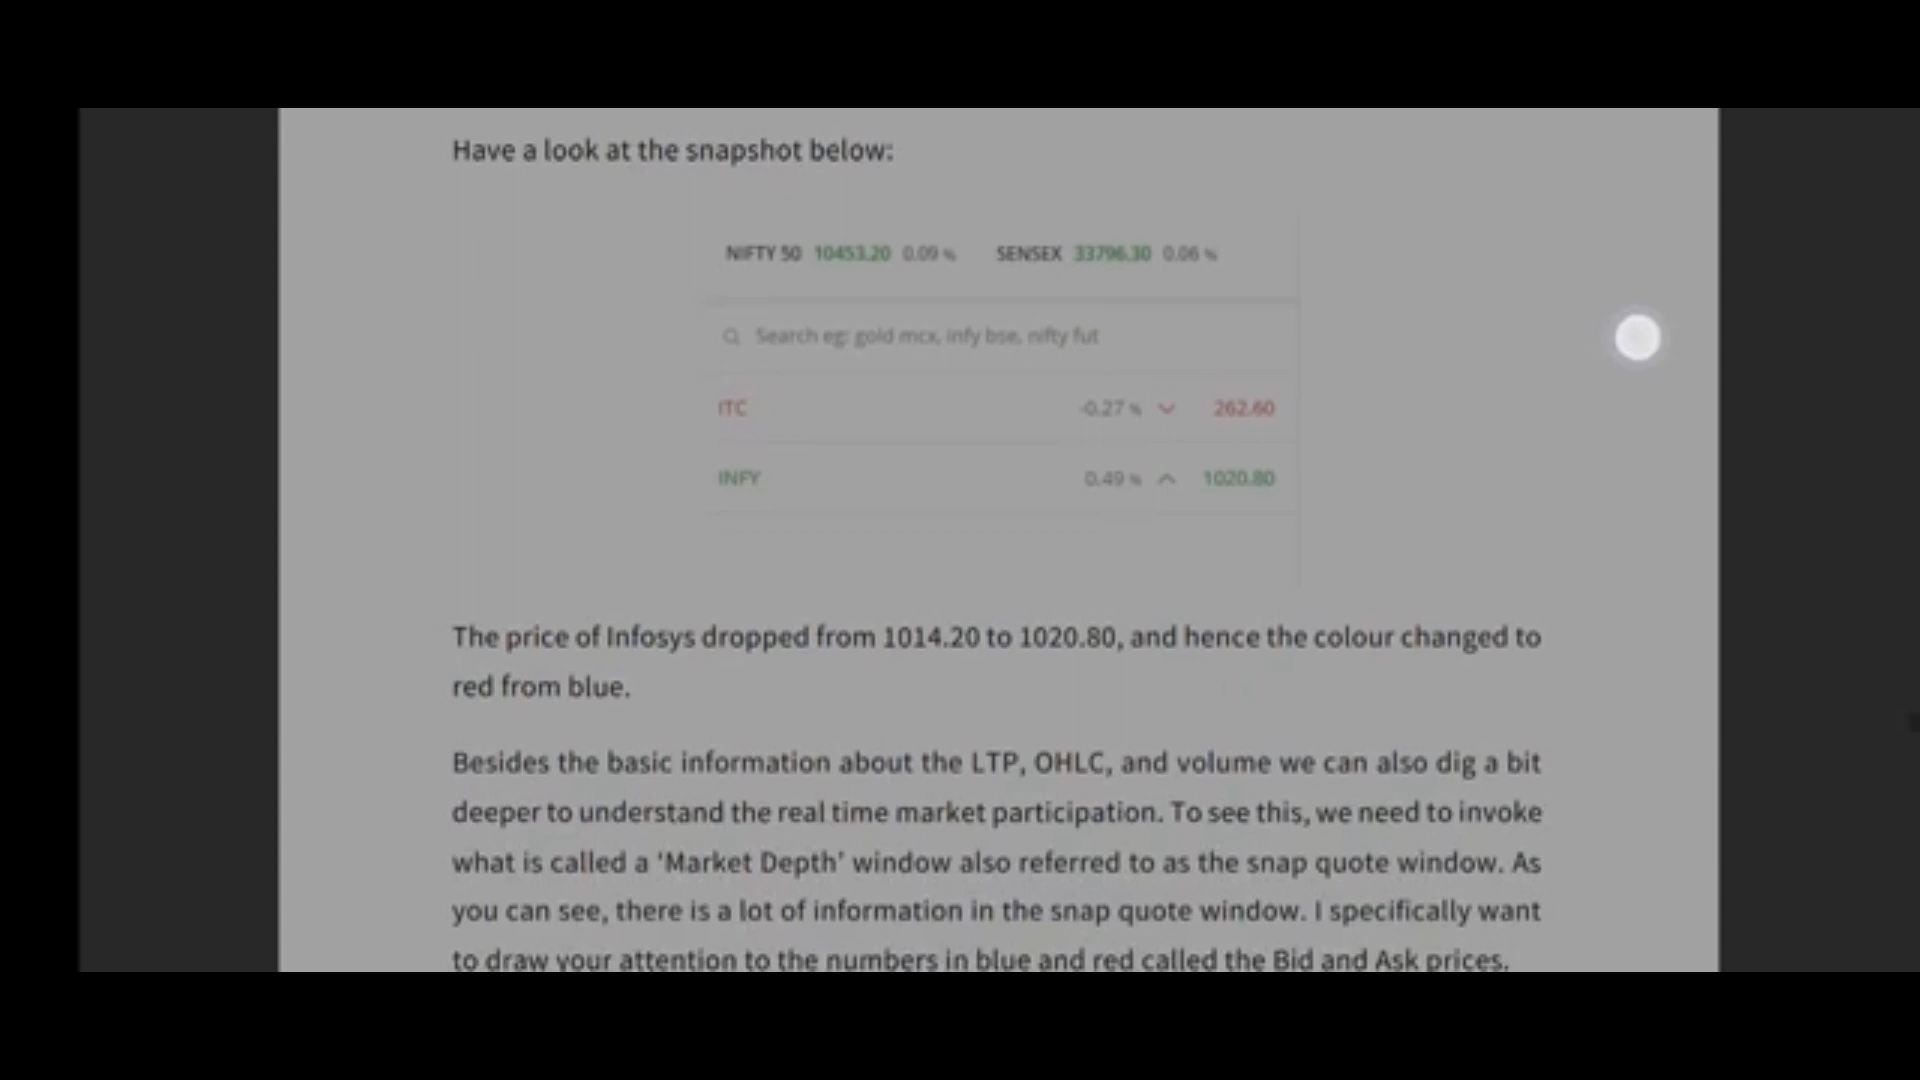 Have a look at the snapshot below:
NIFTY 50 10453.20 0.09 % SENSEX 33796.30 0.06 %
Search eg: gold mcx, infy bse, nifty fut
ITC -0.27 % 262.60
INFY 0.49 % 1020.80
The price of Infosys dropped from 1014.20 to 1020.80, and hence the colour changed to
red from blue.
Besides the basic information about the LTP, OHLC, and volume we can also dig a bit
deeper to understand the real time market participation. To see this, we need to invoke
what is called a ‘Market Depth’ window also referred to as the snap quote window. As
you can see, there is a lot of information in the snap quote window. I specifically want
to draw your attention to the numbers in blue and red called the Bid and Ask prices.